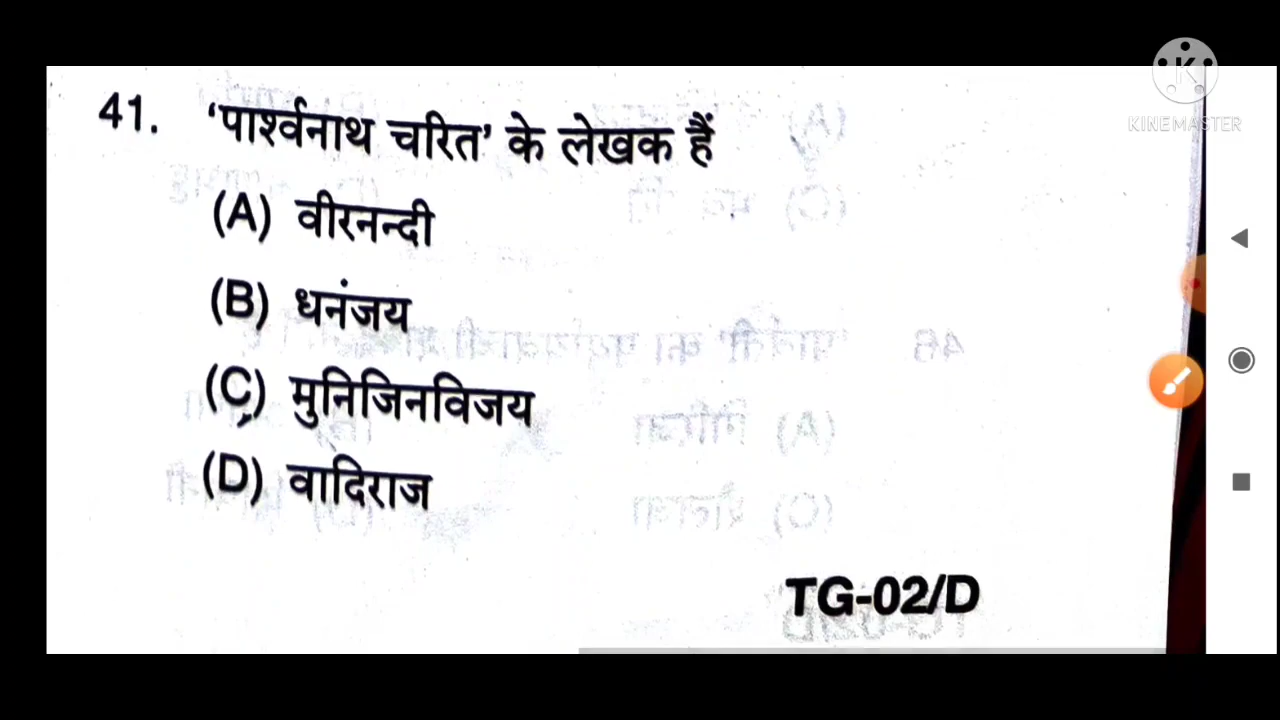 KINEMASTER
41. 'पार्श्वनाथ चरित' के लेखक हैं
(A) वीरनन्दी
(B) धनंजय
(C) मुनिजिनविजय
(D) वादिराज
TG-02/D